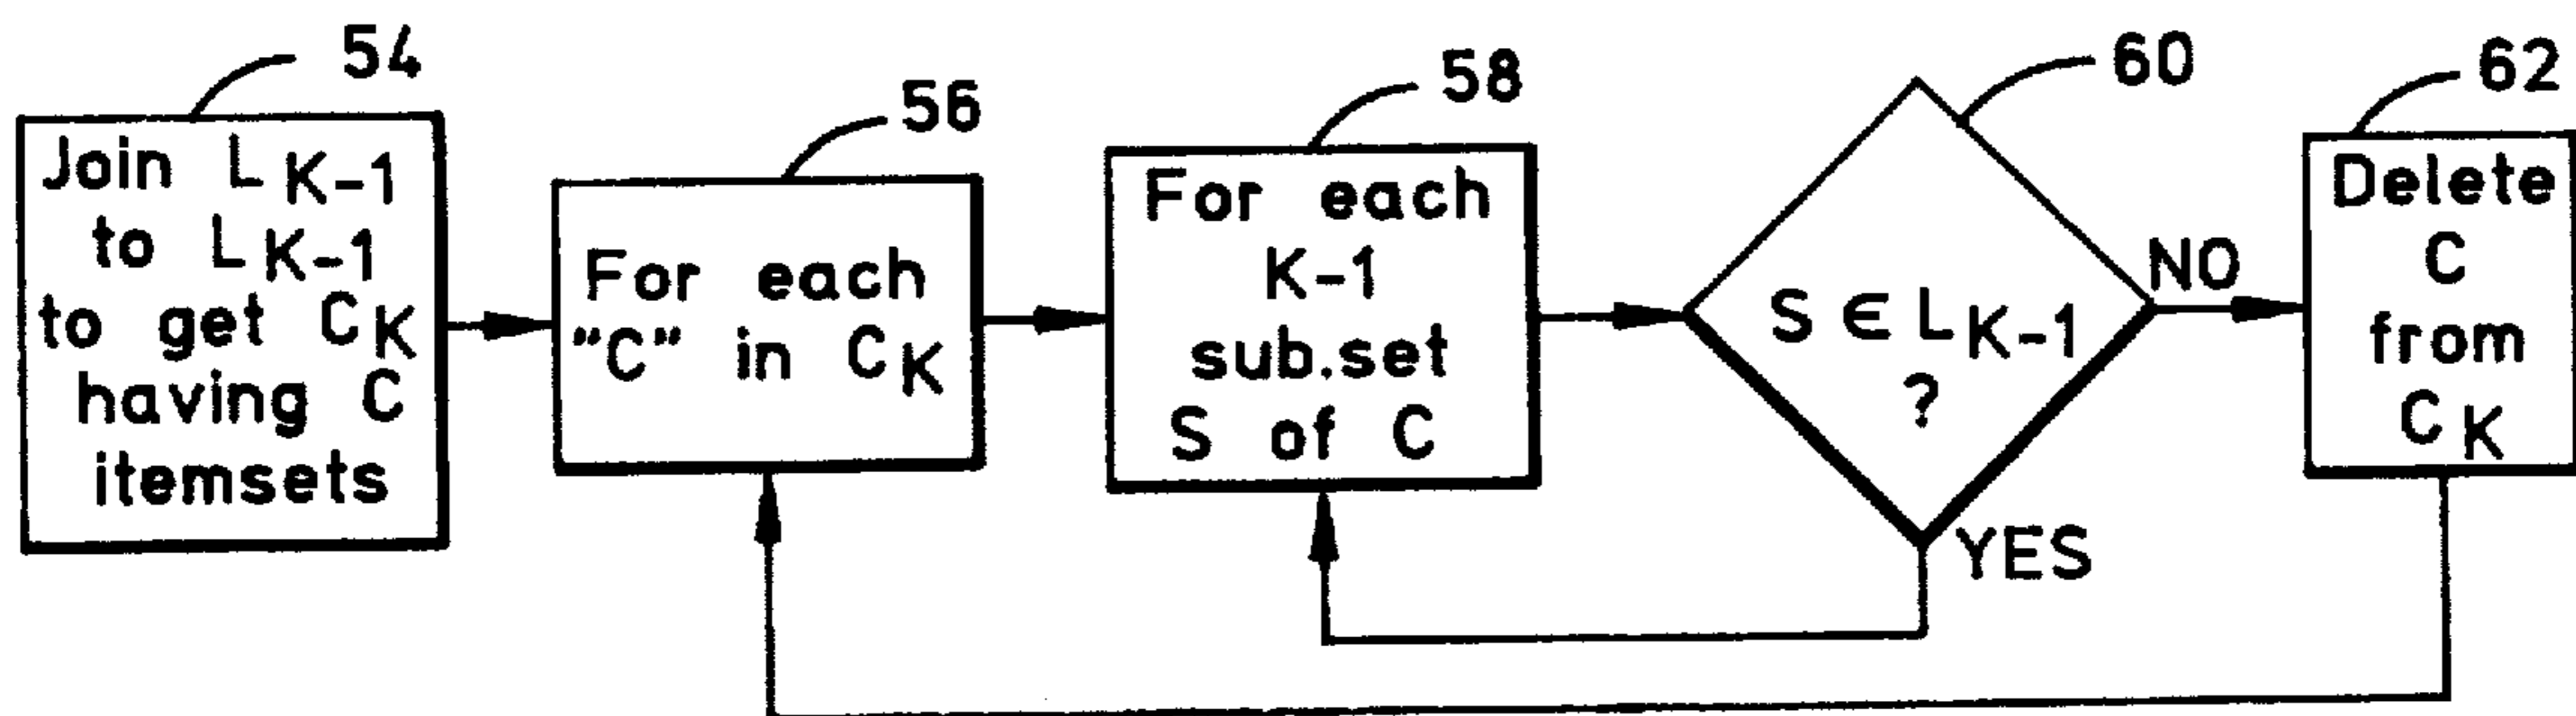 54
Join L K-1
to L K-1
to get C K
having C
itemsets
56
For each
"C" in C K
58
For each
K-1
sub.set
S of C
60
S ∈ L K-1
?
NO
YES
62
Delete
C
from
C K